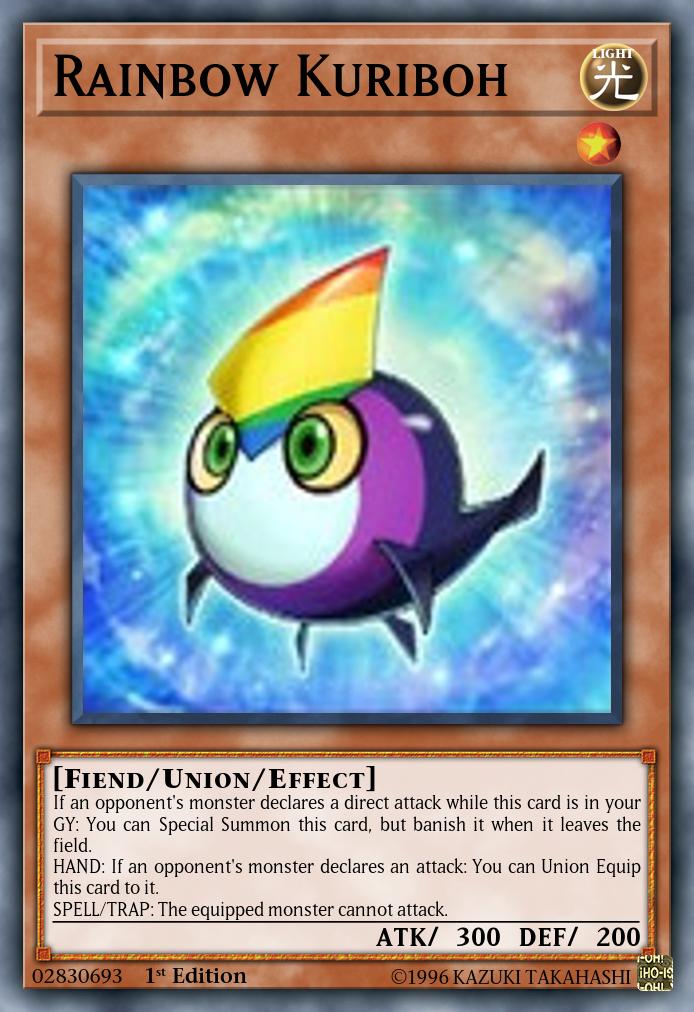 RAINBOW KURIBOH
LIGHT
光
[FIEND/UNION/EFFECT]
If an opponent's monster declares a direct attack while this card is in your
GY: You can Special Summon this card, but banish it when it leaves the
field.
HAND: If an opponent's monster declares an attack: You can Union Equip
this card to it.
SPELL/TRAP: The equipped monster cannot attack.
ATK/ 300 DEF/ 200
02830693 1st Edition ©1996 KAZUKI TAKAHASHI